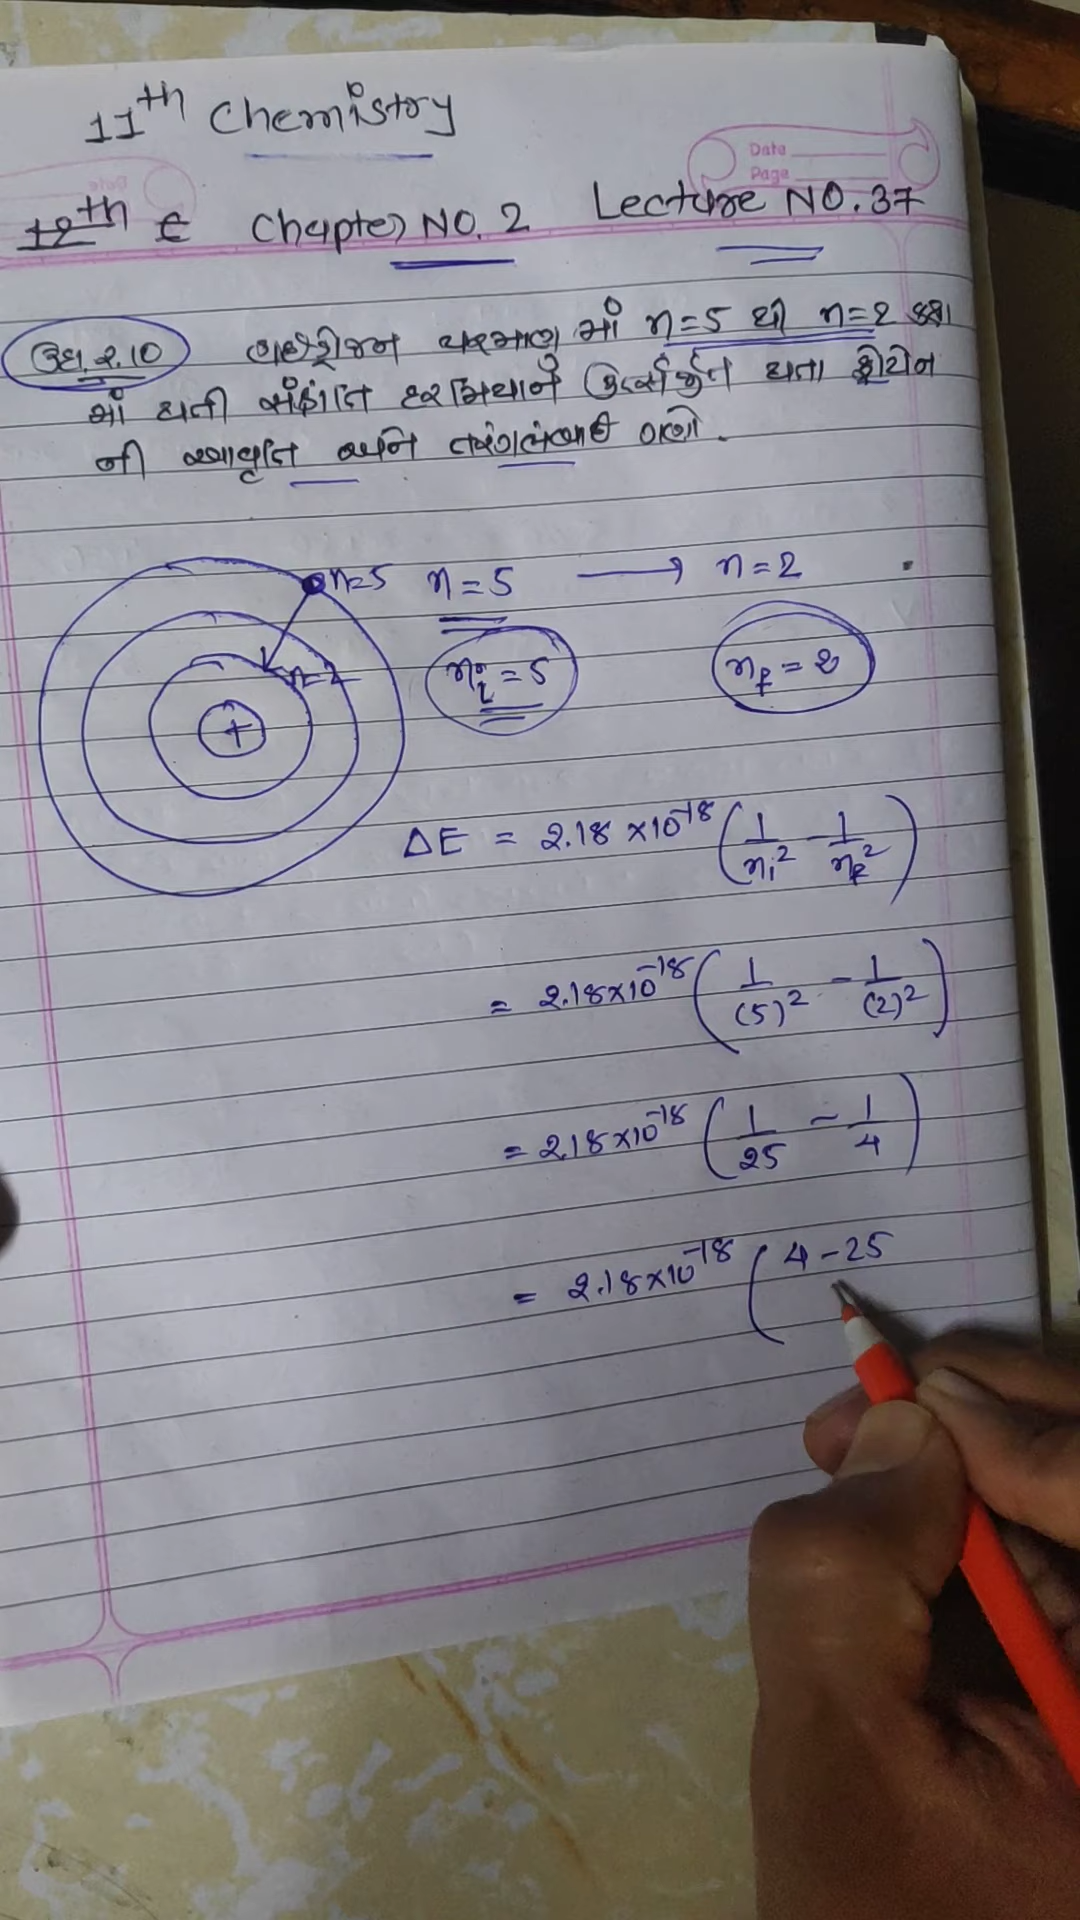 11th Chemistry
Data
Page
12th C Chapter NO. 2 Lecture NO. 37
ઉદા. 2.10 હાઈડ્રોજન પરમાણુ માં n=5 થી n=2 કક્ષા
માં થતી સંક્રાંતિ દરમિયાન ઉત્સર્જીત થતા ફોટોન
ની આવૃતિ અને તરંગલંબાઈ ગણો.
n=5 n = 5 ⟶ n = 2
n=2 ni = 5 nf = 2
+
ΔE = 2.18 ×10⁻¹⁸ (1/ni² - 1/nf²)
= 2.18×10⁻¹⁸ (1/(5)² - 1/(2)²)
= 2.18×10⁻¹⁸ (1/25 - 1/4)
= 2.18×10⁻¹⁸ (4-25